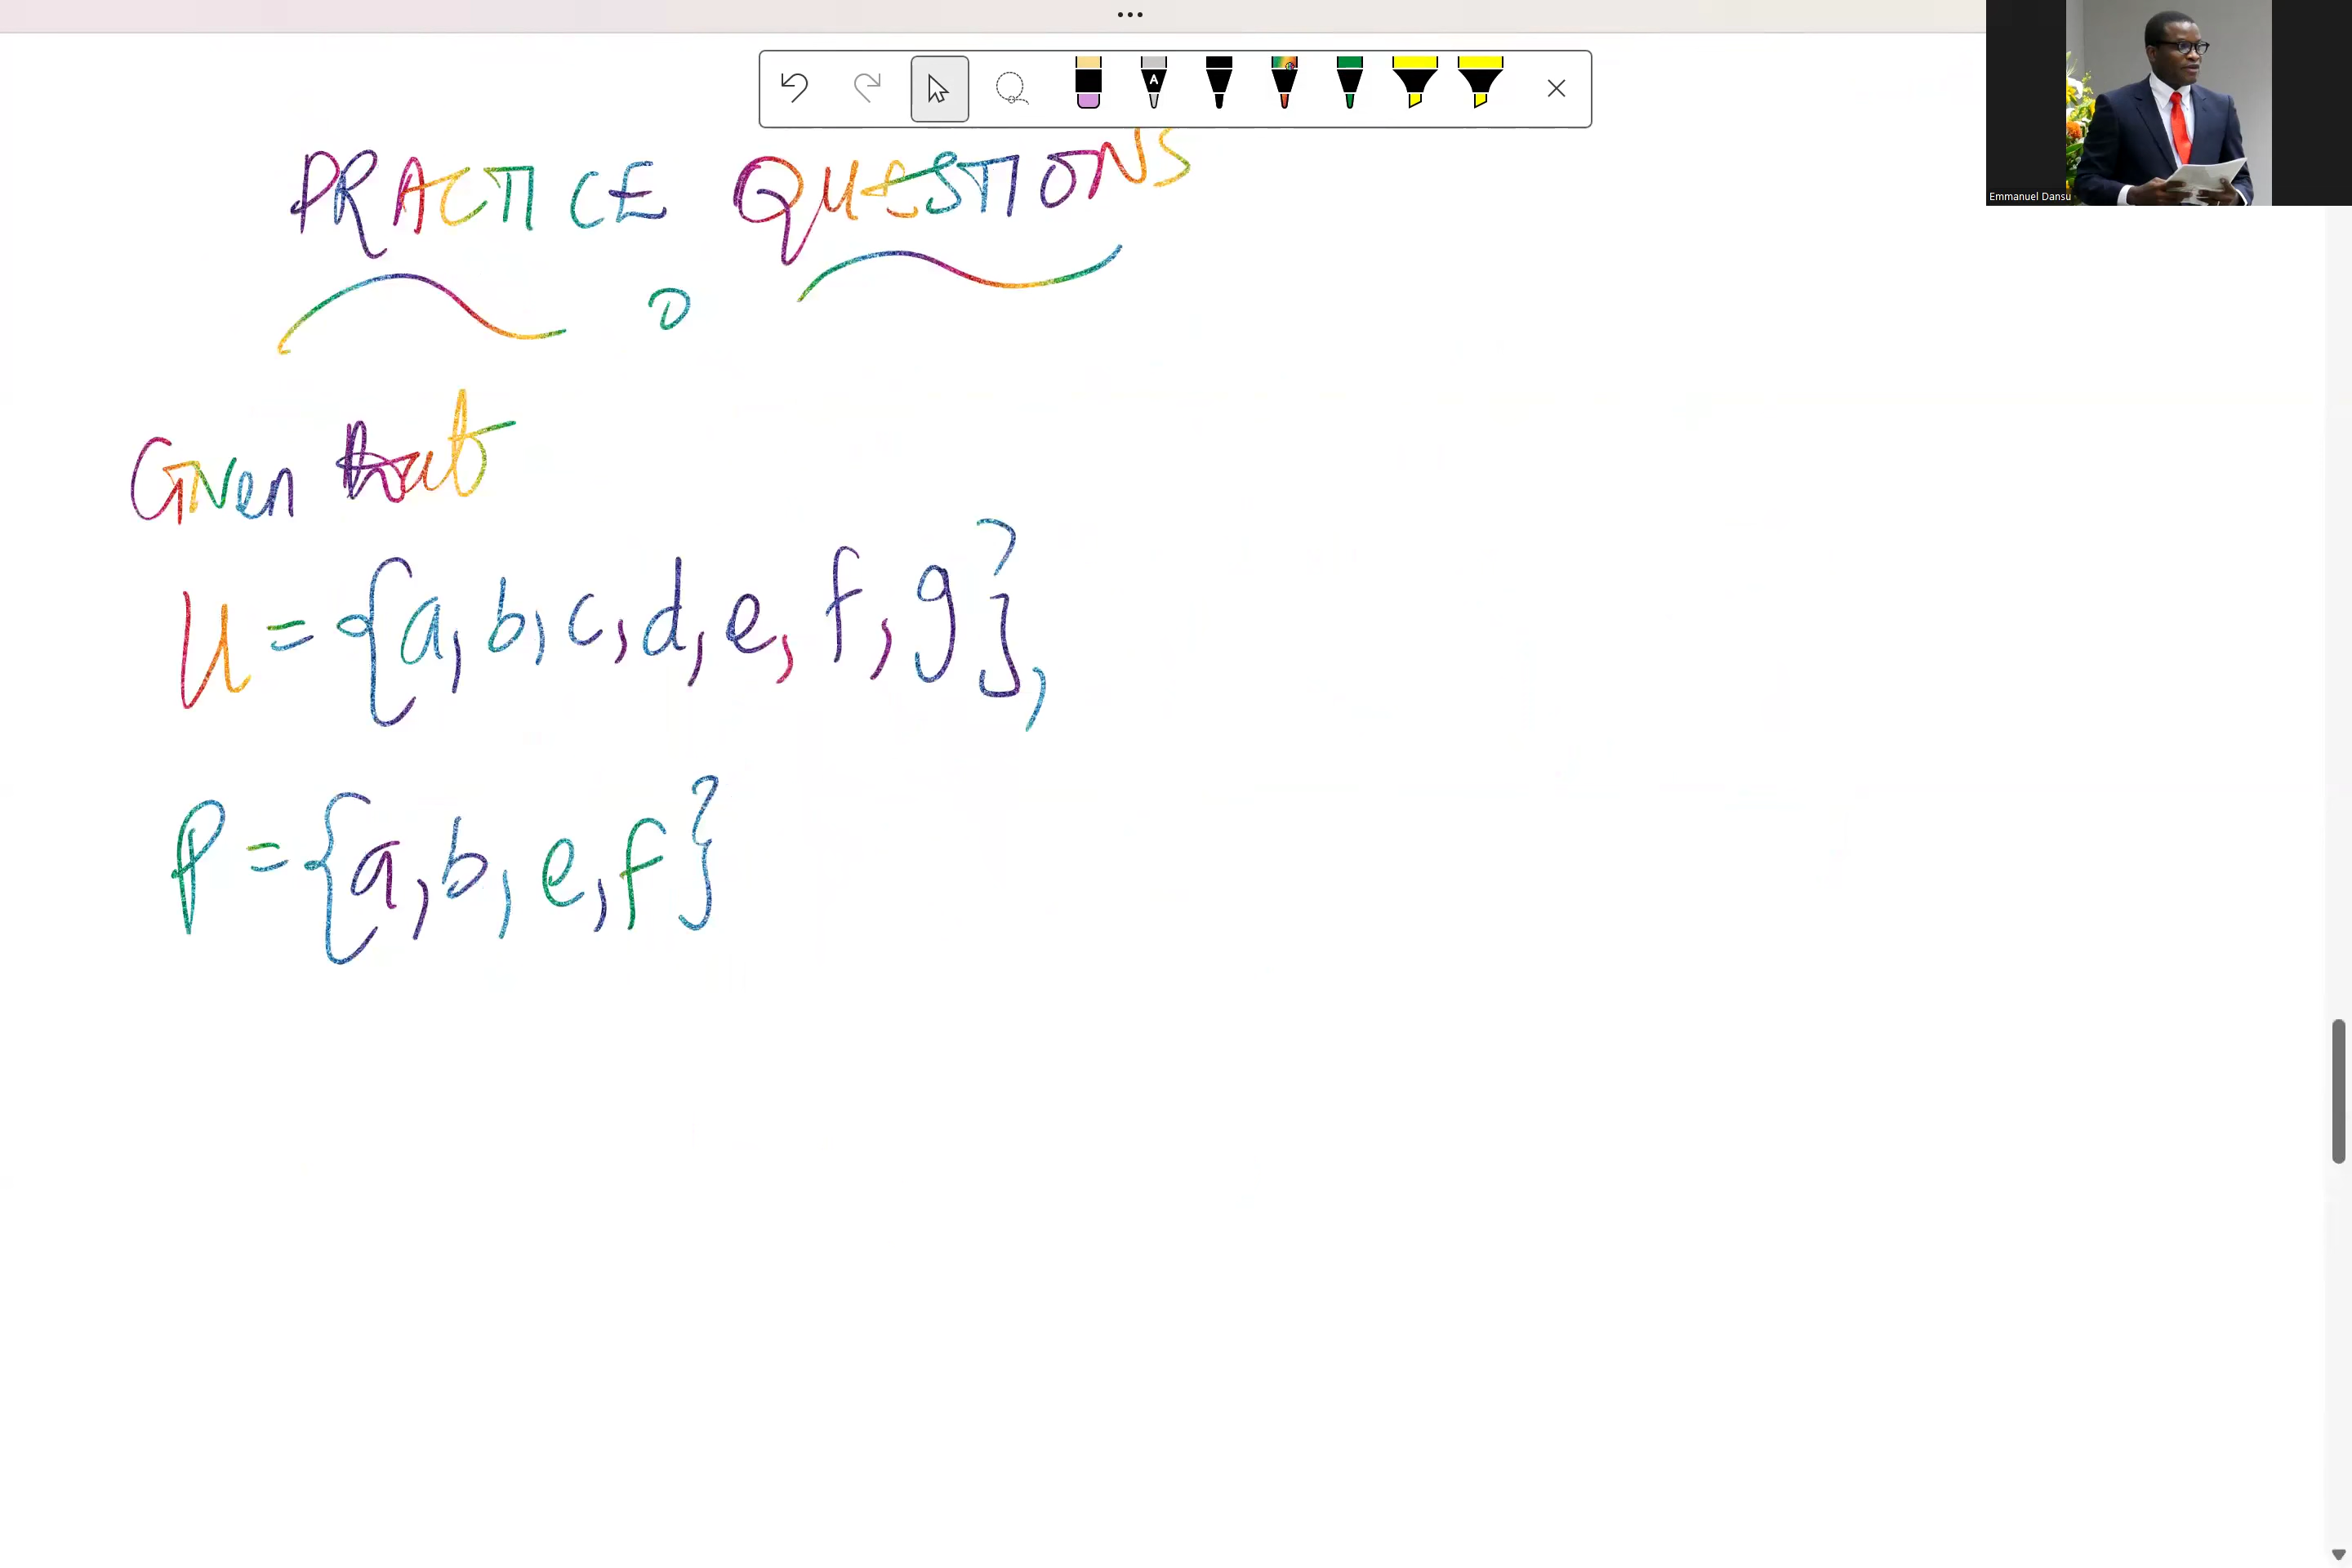 Emmanuel Dansu
PRACTICE QUESTIONS
Given that
U = {a, b, c, d, e, f, g},
P = {a, b, e, f}